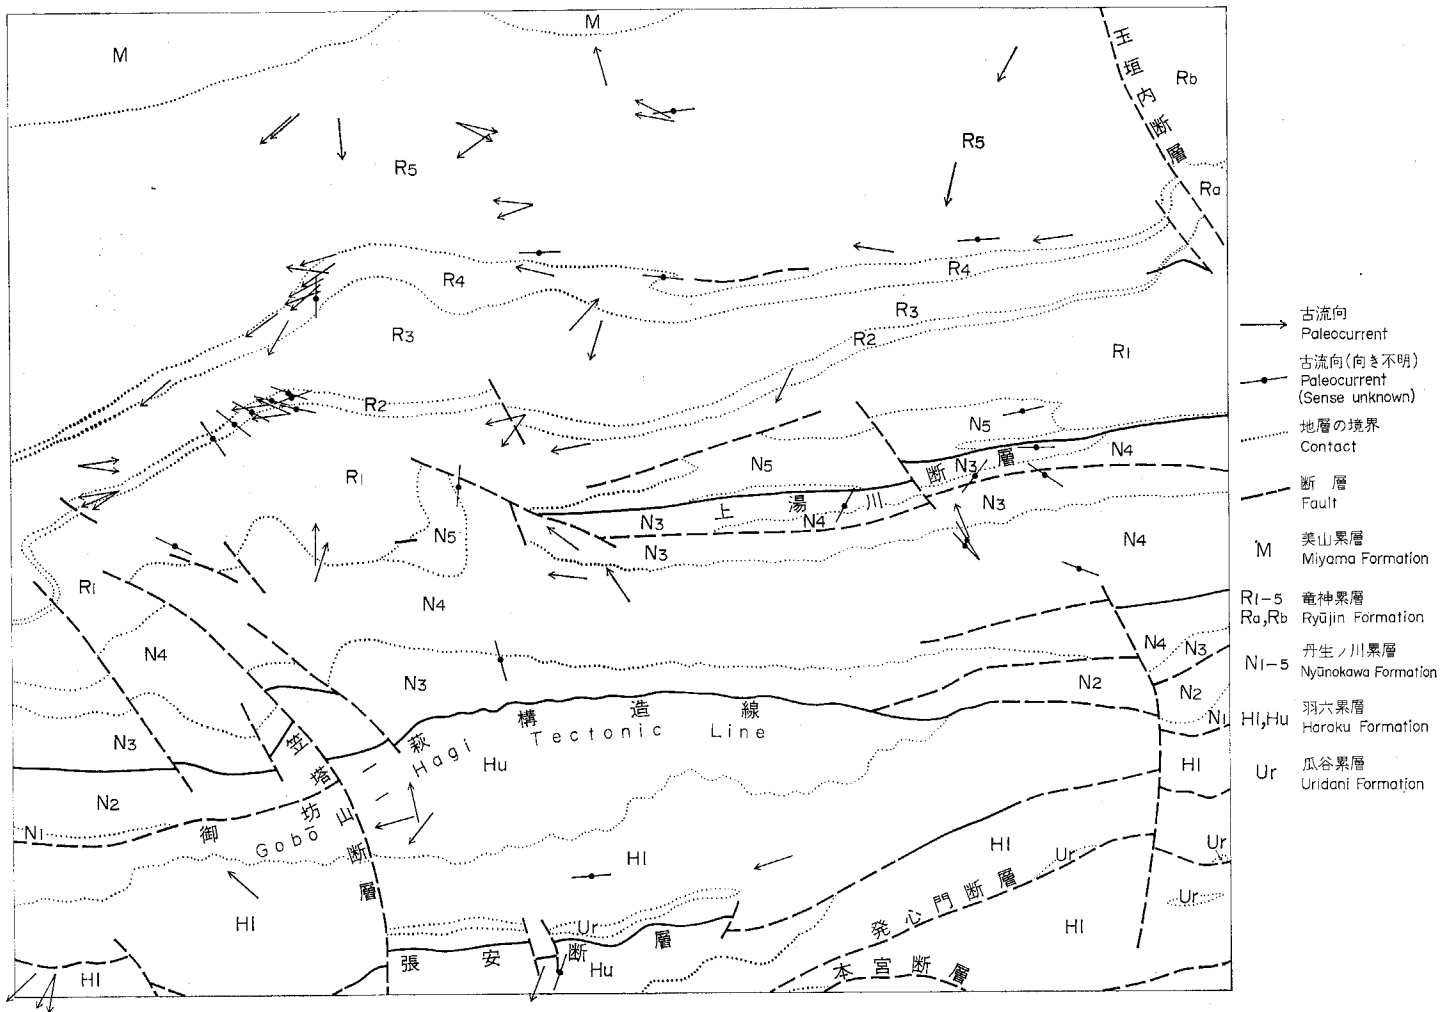 M
M
Rb
玉垣内断層
R5
R5
Ra
R4
R4
R3
R3
R2
R1
R2
N5
N5
R1
断層
N3
N4
上湯川
N3
N4
N3
N5
N3
N4
R1
N4
N4
N4
N3
N3
N2
N2
N1
構造線
萩
Hagi Tectonic Line
N3
笠塔山断層
Hu
Hl
N2
N1
御坊
Gobō
Hl
Hl
Ur
Ur
Ur
発心門断層
Hl
Hl
Ur
張安断層
Hu
本宮断層
Hl
古流向
Paleocurrent
古流向(向き不明)
Paleocurrent
(Sense unknown)
地層の境界
Contact
断層
Fault
M 美山累層
Miyama Formation
R1-5 竜神累層
Ra,Rb Ryūjin Formation
N1-5 丹生ノ川累層
Nyūnokawa Formation
Hl,Hu 羽六累層
Haroku Formation
Ur 瓜谷累層
Uridani Formation